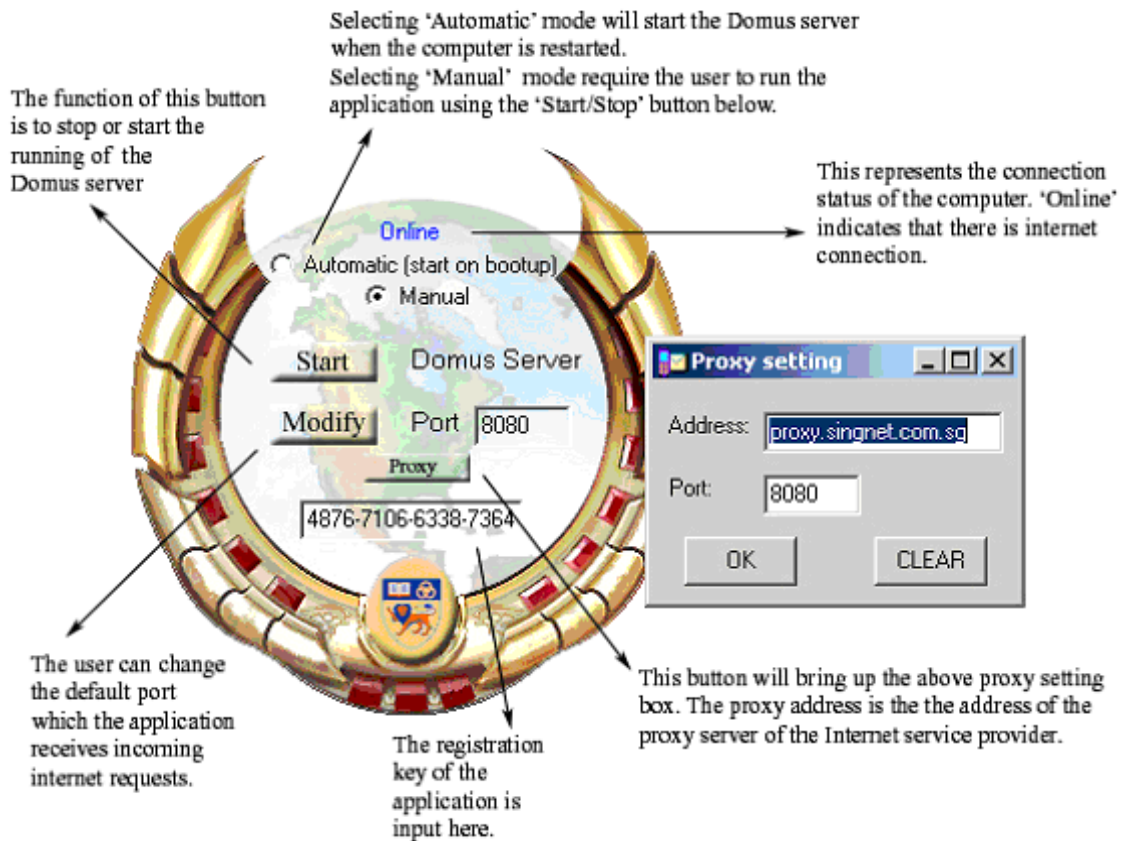 Selecting 'Automatic' mode will start the Domus server
when the computer is restarted.
Selecting 'Manual' mode require the user to run the
application using the 'Start/Stop' button below.
The function of this button
is to stop or start the
running of the
Domus server
This represents the connection
status of the computer. 'Online'
indicates that there is internet
connection.
Online
Automatic (start on bootup)
Manual
Start Domus Server
Modify Port 8080
Proxy
4876-7106-6338-7364
Proxy setting
Address: proxy.singnet.com.sg
Port: 8080
OK CLEAR
The user can change
the default port
which the application
receives incoming
internet requests.
The registration
key of the
application is
input here.
This button will bring up the above proxy setting
box. The proxy address is the the address of the
proxy server of the Internet service provider.